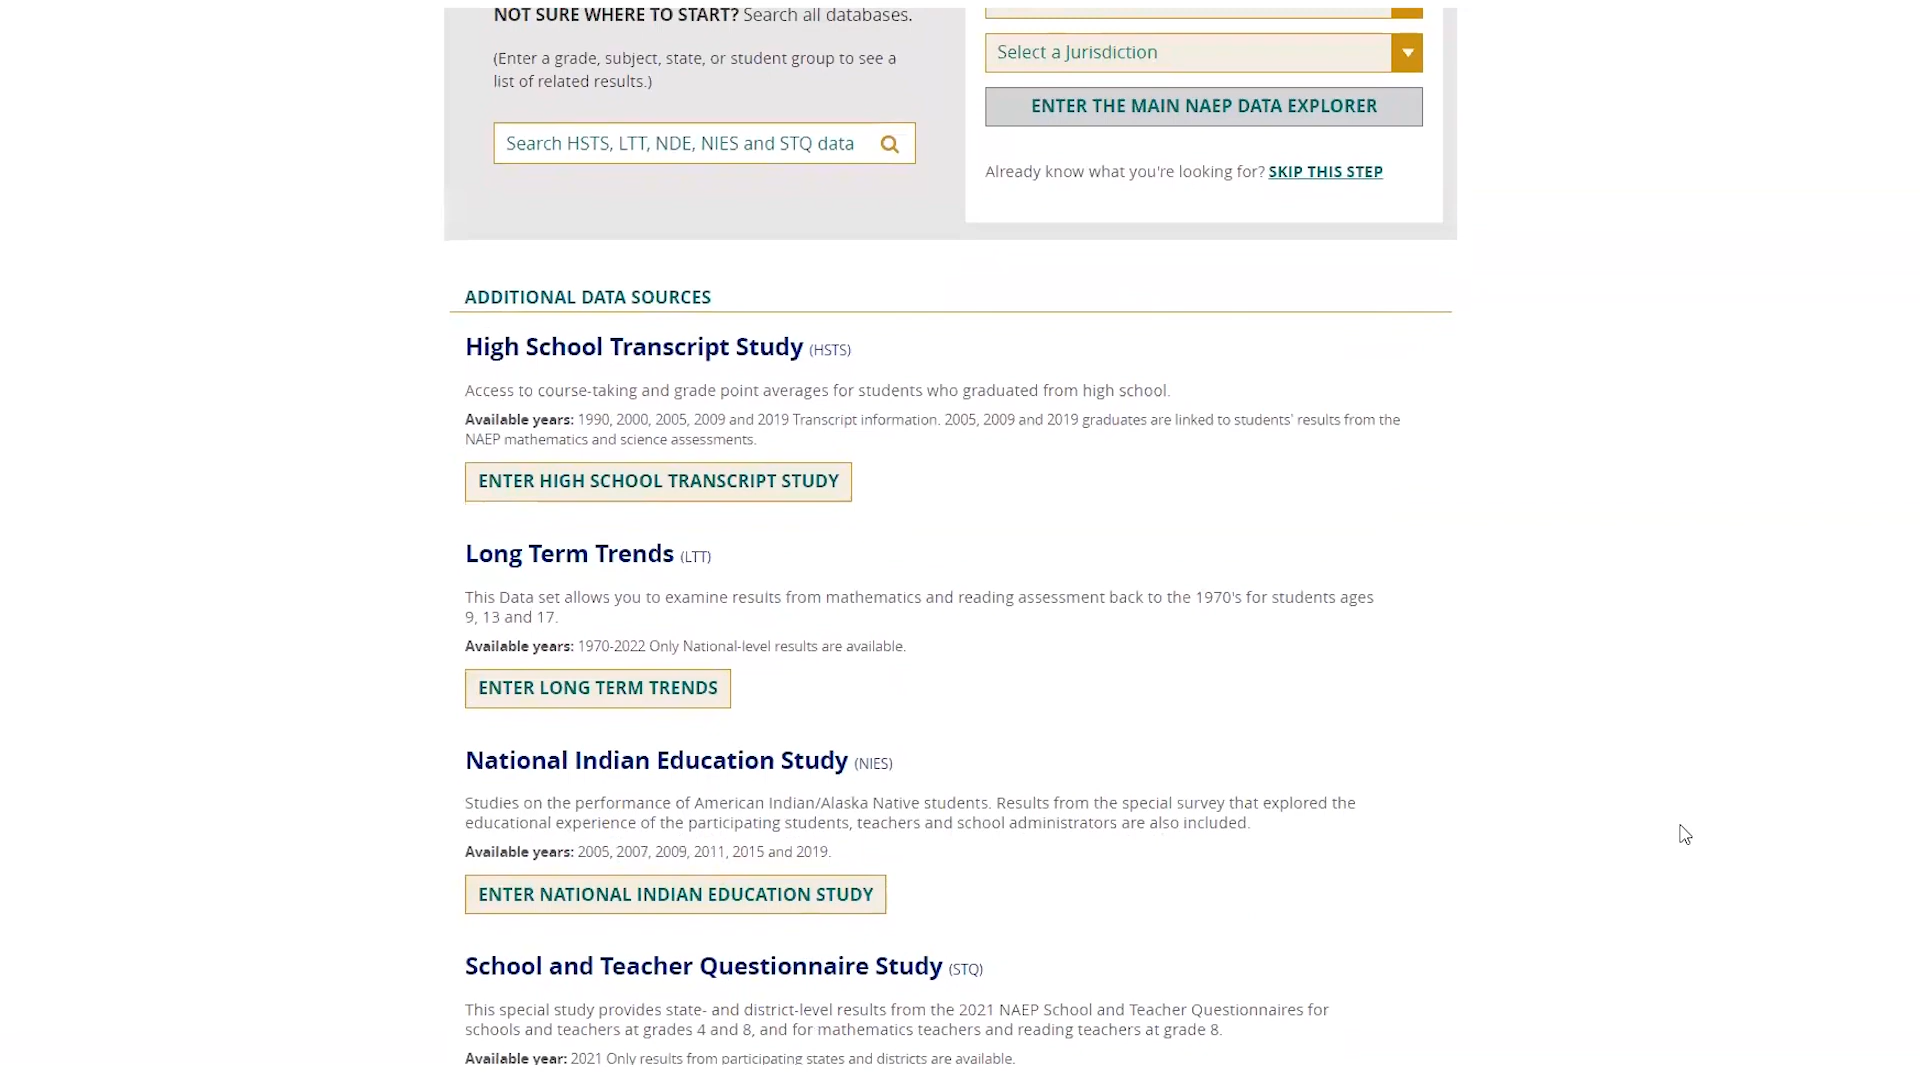 NOT SURE WHERE TO START? Search all databases.
(Enter a grade, subject, state, or student group to see a
list of related results.)
Search HSTS, LTT, NDE, NIES and STQ data
Select a Jurisdiction
ENTER THE MAIN NAEP DATA EXPLORER
Already know what you're looking for? SKIP THIS STEP
ADDITIONAL DATA SOURCES
High School Transcript Study (HSTS)
Access to course-taking and grade point averages for students who graduated from high school.
Available years: 1990, 2000, 2005, 2009 and 2019 Transcript information. 2005, 2009 and 2019 graduates are linked to students' results from the
NAEP mathematics and science assessments.
ENTER HIGH SCHOOL TRANSCRIPT STUDY
Long Term Trends (LTT)
This Data set allows you to examine results from mathematics and reading assessment back to the 1970's for students ages
9, 13 and 17.
Available years: 1970-2022 Only National-level results are available.
ENTER LONG TERM TRENDS
National Indian Education Study (NIES)
Studies on the performance of American Indian/Alaska Native students. Results from the special survey that explored the
educational experience of the participating students, teachers and school administrators are also included.
Available years: 2005, 2007, 2009, 2011, 2015 and 2019.
ENTER NATIONAL INDIAN EDUCATION STUDY
School and Teacher Questionnaire Study (STQ)
This special study provides state- and district-level results from the 2021 NAEP School and Teacher Questionnaires for
schools and teachers at grades 4 and 8, and for mathematics teachers and reading teachers at grade 8.
Available year: 2021 Only results from participating states and districts are available.